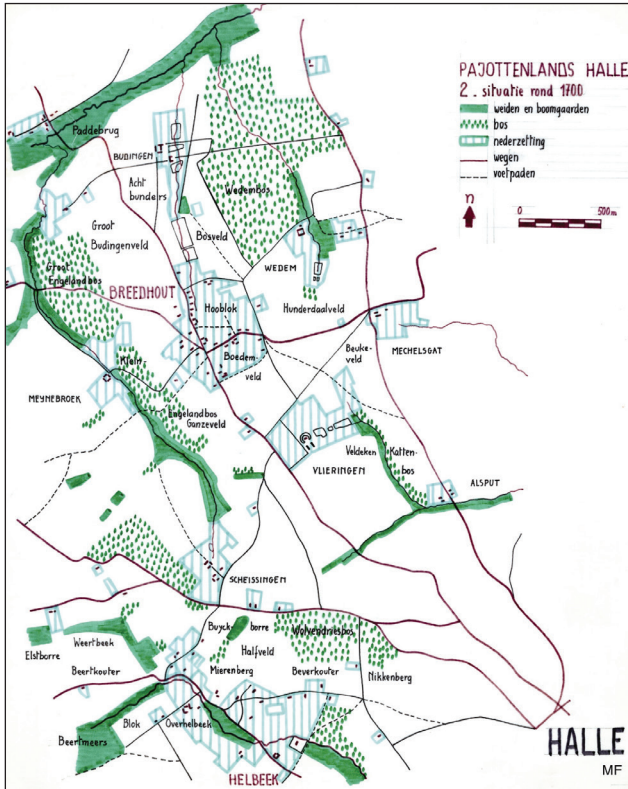 PAJOTTENLANDS HALLE
2. situatie rond 1700
weiden en boomgaarden
bos
nederzetting
wegen
voetpaden
n
0 500m
Paddebrug
BUDINGEN
Acht
bunders
Wedembos
Groot
Budingenveld
Bosveld
Groot
Engelandbos
WEDEM
BREEDHOUT
Hooblok
Hunderdaalveld
Klein
Boedem-
veld
Beuke-
veld
MECHELSGAT
MEYNEBROEK
Engelandbos
Ganzeveld
Veldeken
Katten-
bos
VLIERINGEN
ALSPUT
SCHEISSINGEN
Buyck-borre
Wolvendriesbos
Weertbeek
Elstborre
Halfveld
Beertkouter
Mierenberg
Beverkouter
Nikkenberg
Blok
Overhelbeek
Beertmeers
HELBEEK
HALLE
MF